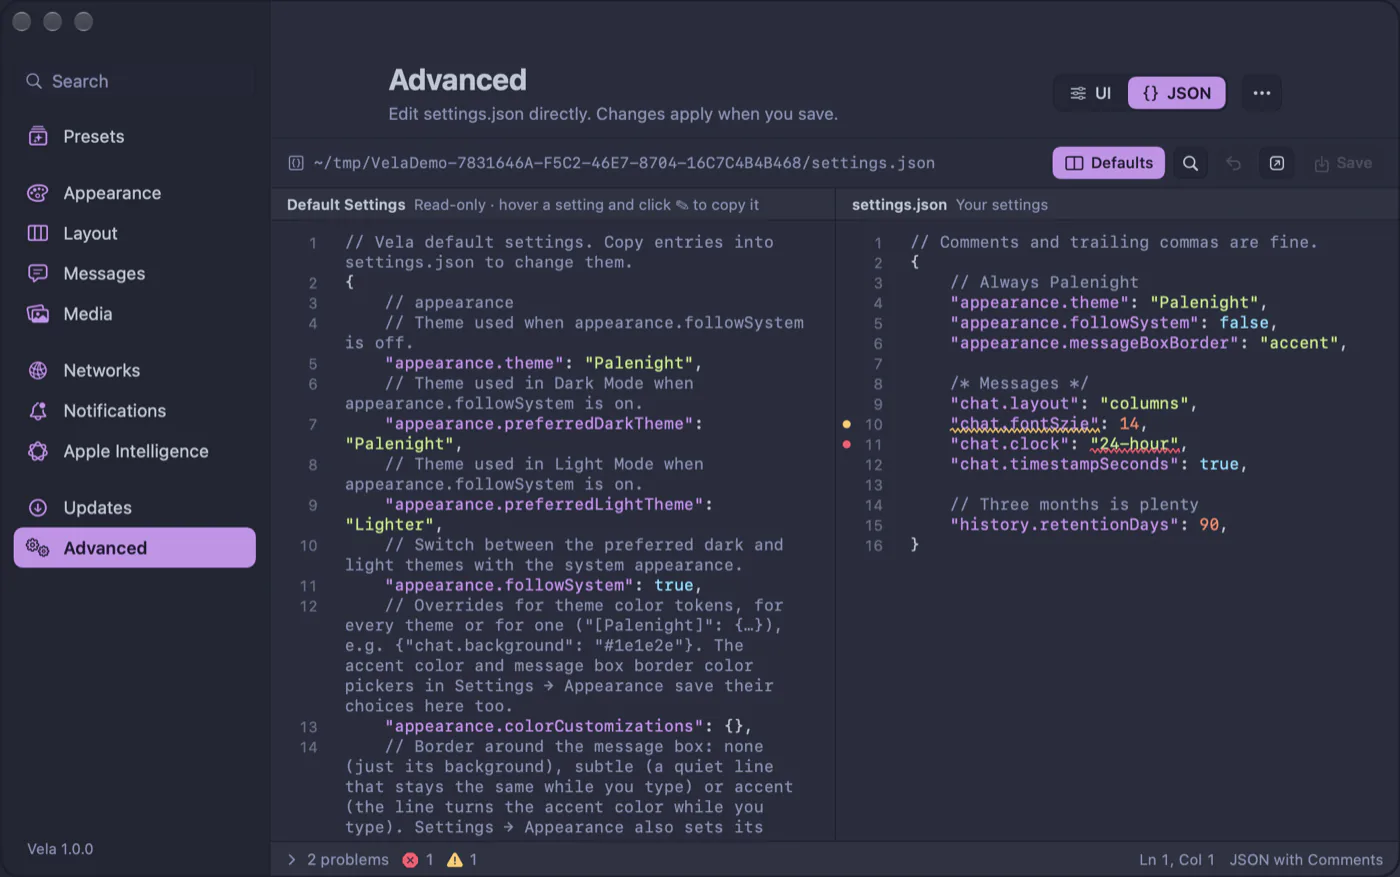 Search
Presets
Appearance
Layout
Messages
Media
Networks
Notifications
Apple Intelligence
Updates
Advanced
Vela 1.0.0
Advanced
Edit settings.json directly. Changes apply when you save.
UI
{} JSON
~/tmp/VelaDemo-7831646A-F5C2-46E7-8704-16C7C4B4B468/settings.json
Defaults
Save
Default Settings Read-only · hover a setting and click ✎ to copy it
1 // Vela default settings. Copy entries into
settings.json to change them.
2 {
3 // appearance
4 // Theme used when appearance.followSystem
is off.
5 "appearance.theme": "Palenight",
6 // Theme used in Dark Mode when
appearance.followSystem is on.
7 "appearance.preferredDarkTheme":
"Palenight",
8 // Theme used in Light Mode when
appearance.followSystem is on.
9 "appearance.preferredLightTheme":
"Lighter",
10 // Switch between the preferred dark and
light themes with the system appearance.
11 "appearance.followSystem": true,
12 // Overrides for theme color tokens, for
every theme or for one ("[Palenight]": {…}),
e.g. {"chat.background": "#1e1e2e"}. The
accent color and message box border color
pickers in Settings → Appearance save their
choices here too.
13 "appearance.colorCustomizations": {},
14 // Border around the message box: none
(just its background), subtle (a quiet line
that stays the same while you type) or accent
(the line turns the accent color while you
type). Settings → Appearance also sets its
settings.json Your settings
1 // Comments and trailing commas are fine.
2 {
3 // Always Palenight
4 "appearance.theme": "Palenight",
5 "appearance.followSystem": false,
6 "appearance.messageBoxBorder": "accent",
7
8 /* Messages */
9 "chat.layout": "columns",
10 "chat.fontSzie": 14,
11 "chat.clock": "24-hour",
12 "chat.timestampSeconds": true,
13
14 // Three months is plenty
15 "history.retentionDays": 90,
16 }
2 problems 1 1
Ln 1, Col 1 JSON with Comments